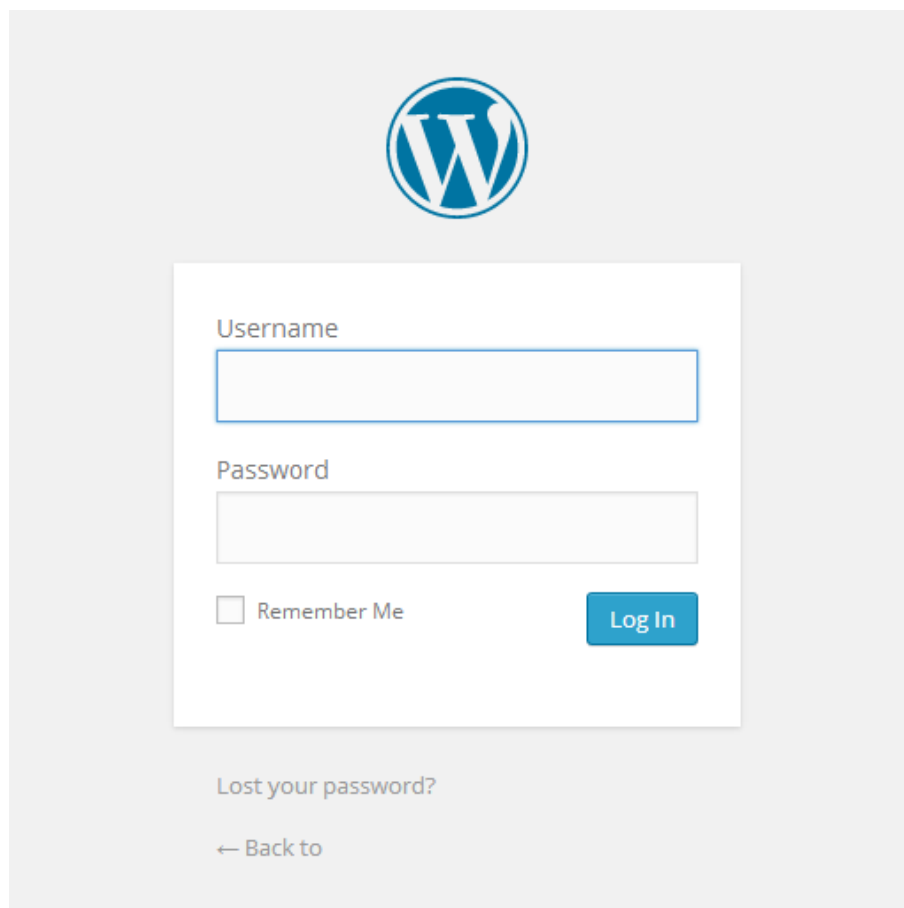 W
Username
Password
Remember Me
Log In
Lost your password?
← Back to